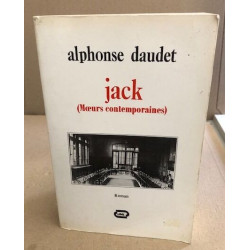 alphonse daudet
jack
(Mœurs contemporaines)
Roman